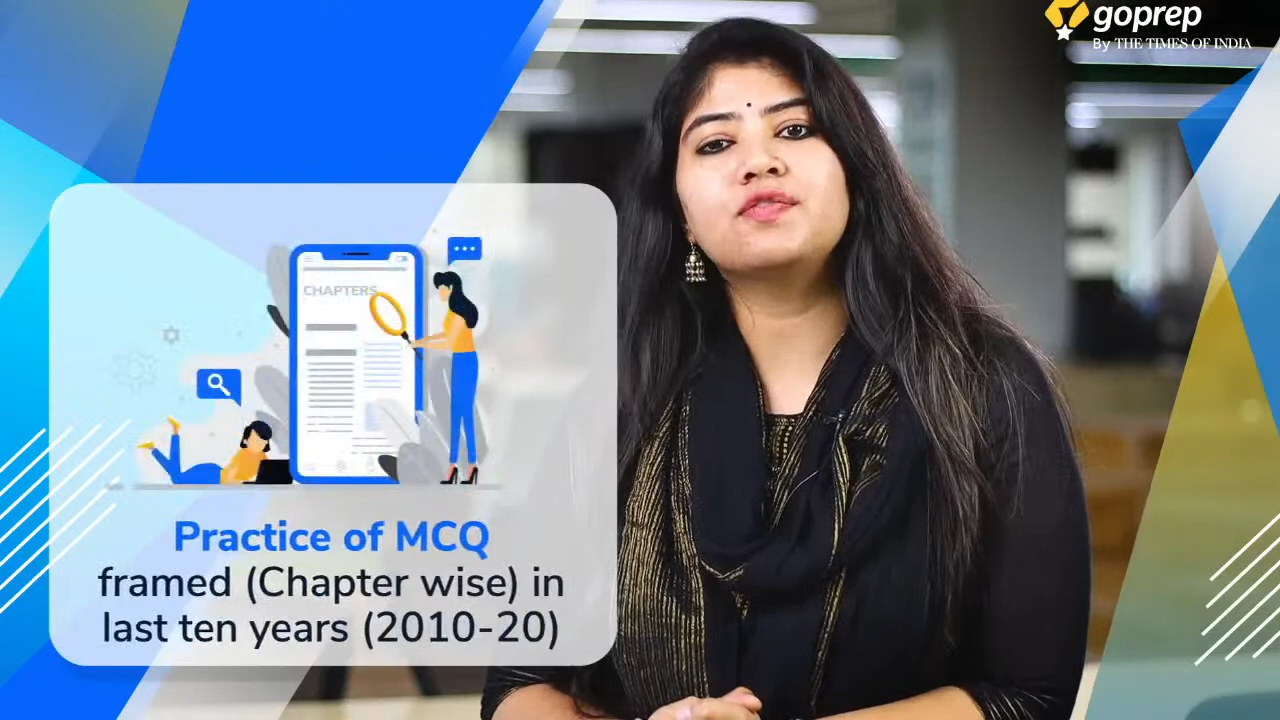 goprep
By THE TIMES OF INDIA
CHAPTERS
Practice of MCQ
framed (Chapter wise) in
last ten years (2010-20)